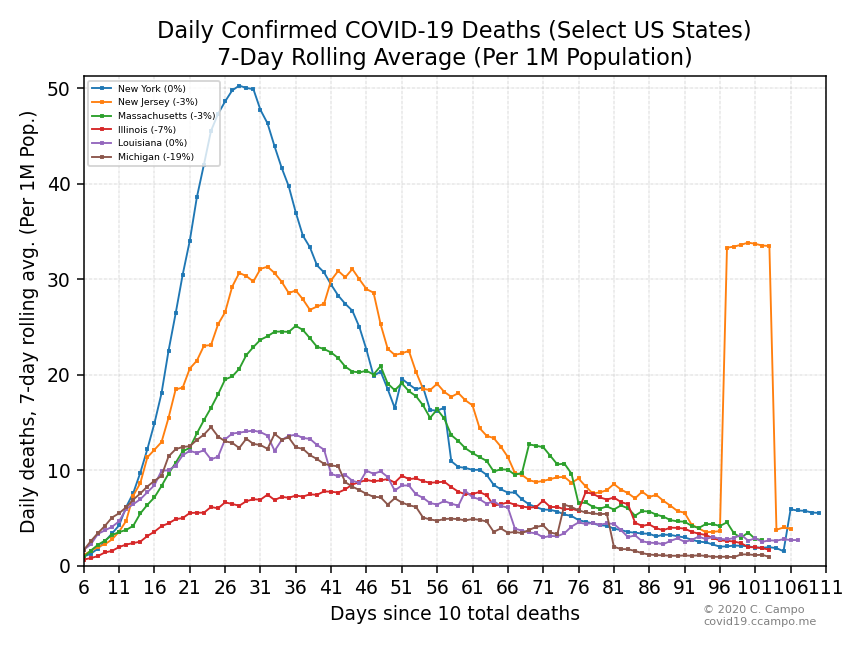 Daily Confirmed COVID-19 Deaths (Select US States)
7-Day Rolling Average (Per 1M Population)
Daily deaths, 7-day rolling avg. (Per 1M Pop.)
50
40
30
20
10
0
New York (0%)
New Jersey (-3%)
Massachusetts (-3%)
Illinois (-7%)
Louisiana (0%)
Michigan (-19%)
6 11 16 21 26 31 36 41 46 51 56 61 66 71 76 81 86 91 96 101 106 111
Days since 10 total deaths
© 2020 C. Campo
covid19.ccampo.me